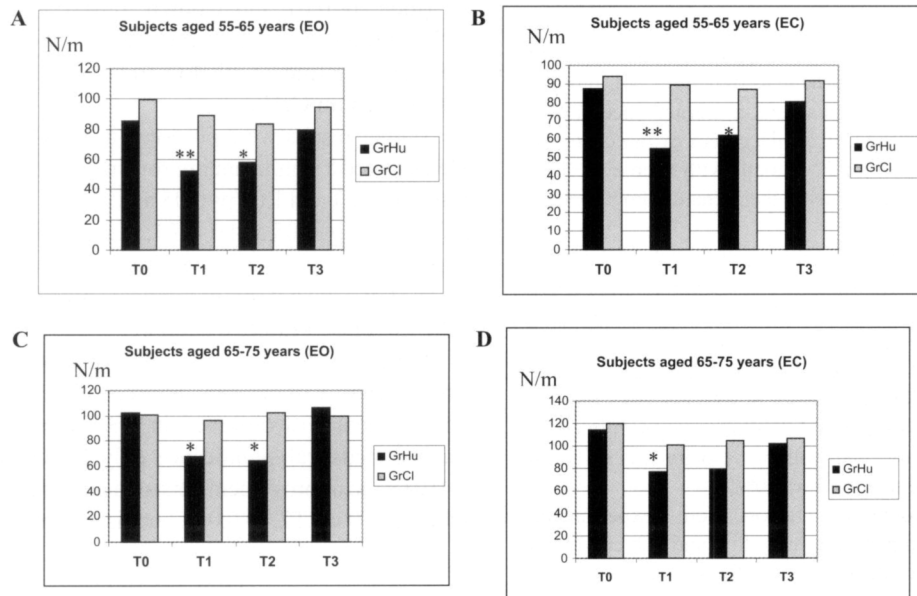 A
Subjects aged 55-65 years (EO)
N/m
120
100
80
60
40
20
0
** *
T0 T1 T2 T3
GrHu
GrCl
B
Subjects aged 55-65 years (EC)
N/m
100
90
80
70
60
50
40
30
20
10
0
** *
T0 T1 T2 T3
GrHu
GrCl
C
Subjects aged 65-75 years (EO)
N/m
120
100
80
60
40
20
0
* *
T0 T1 T2 T3
GrHu
GrCl
D
Subjects aged 65-75 years (EC)
N/m
140
120
100
80
60
40
20
0
*
T0 T1 T2 T3
GrHu
GrCl